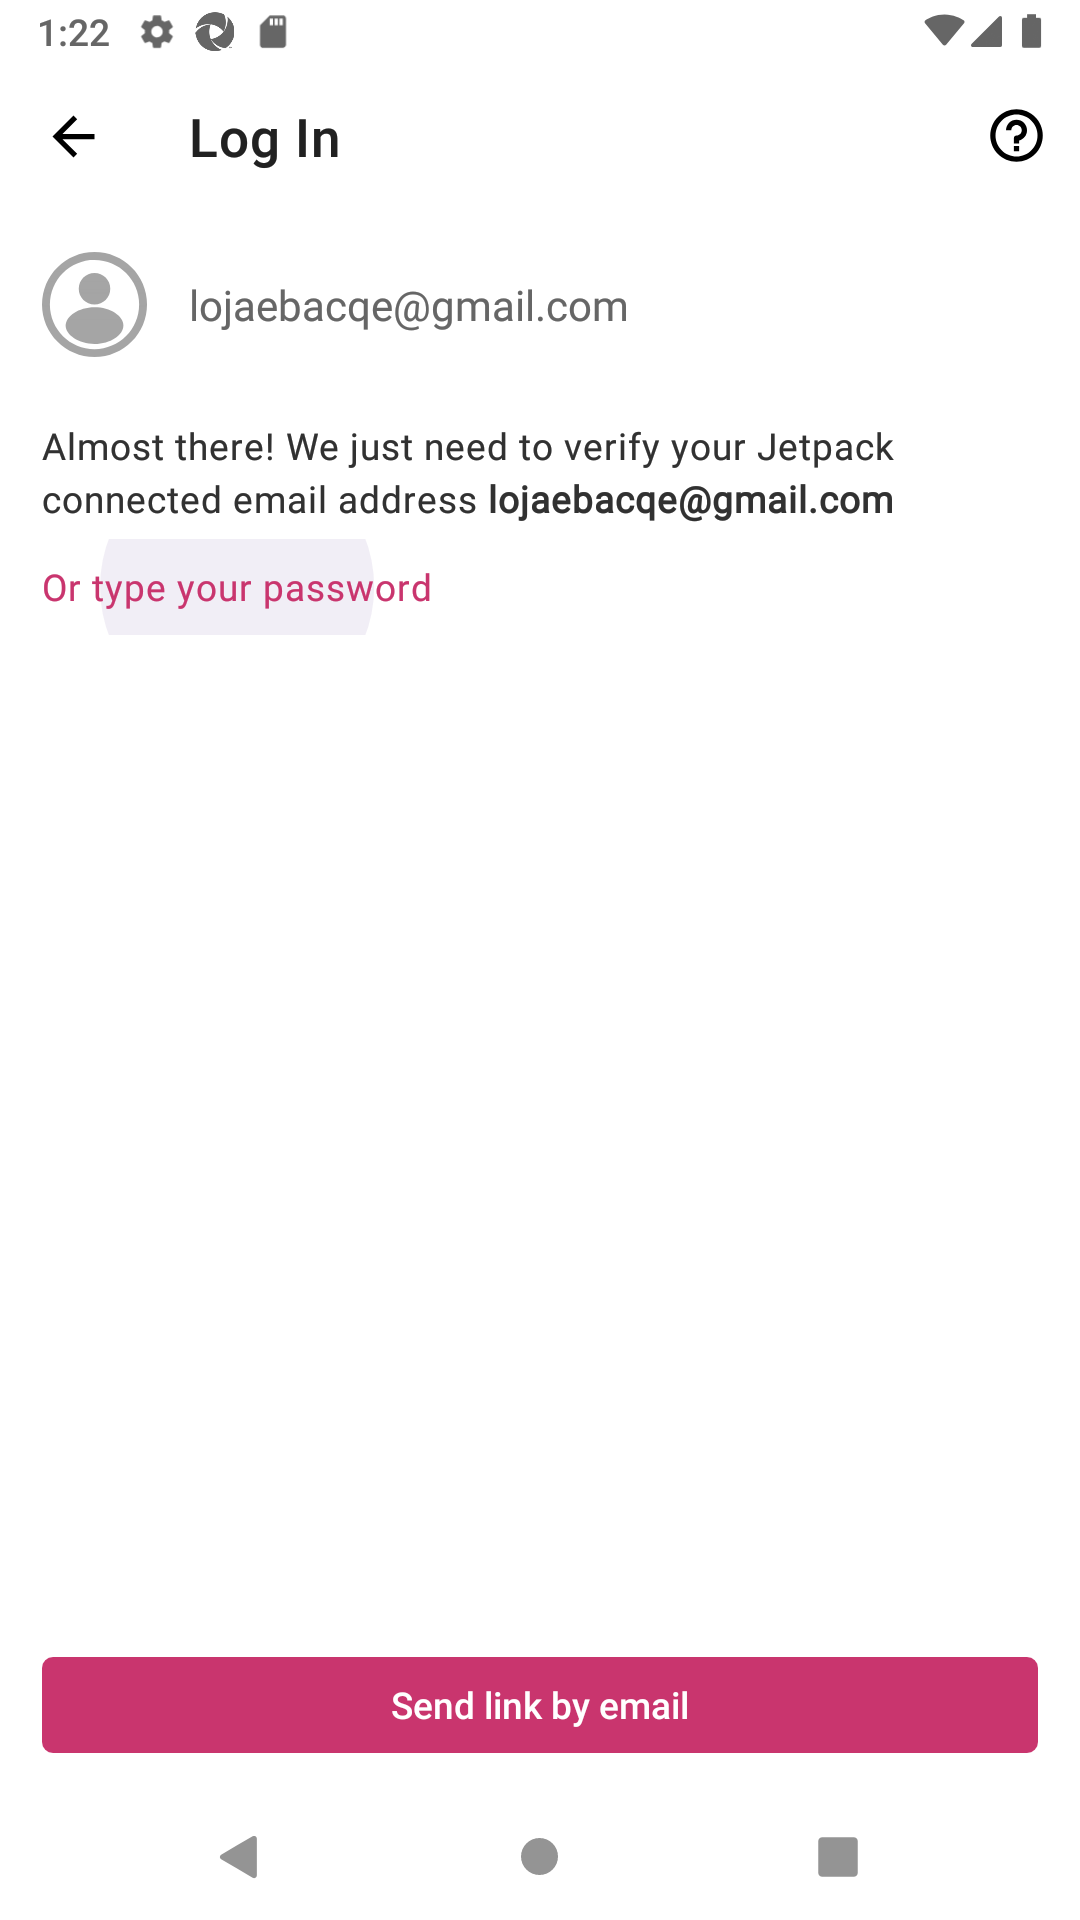 1:22
Log In
lojaebacqe@gmail.com
Almost there! We just need to verify your Jetpack
connected email address lojaebacqe@gmail.com
Or type your password
Send link by email